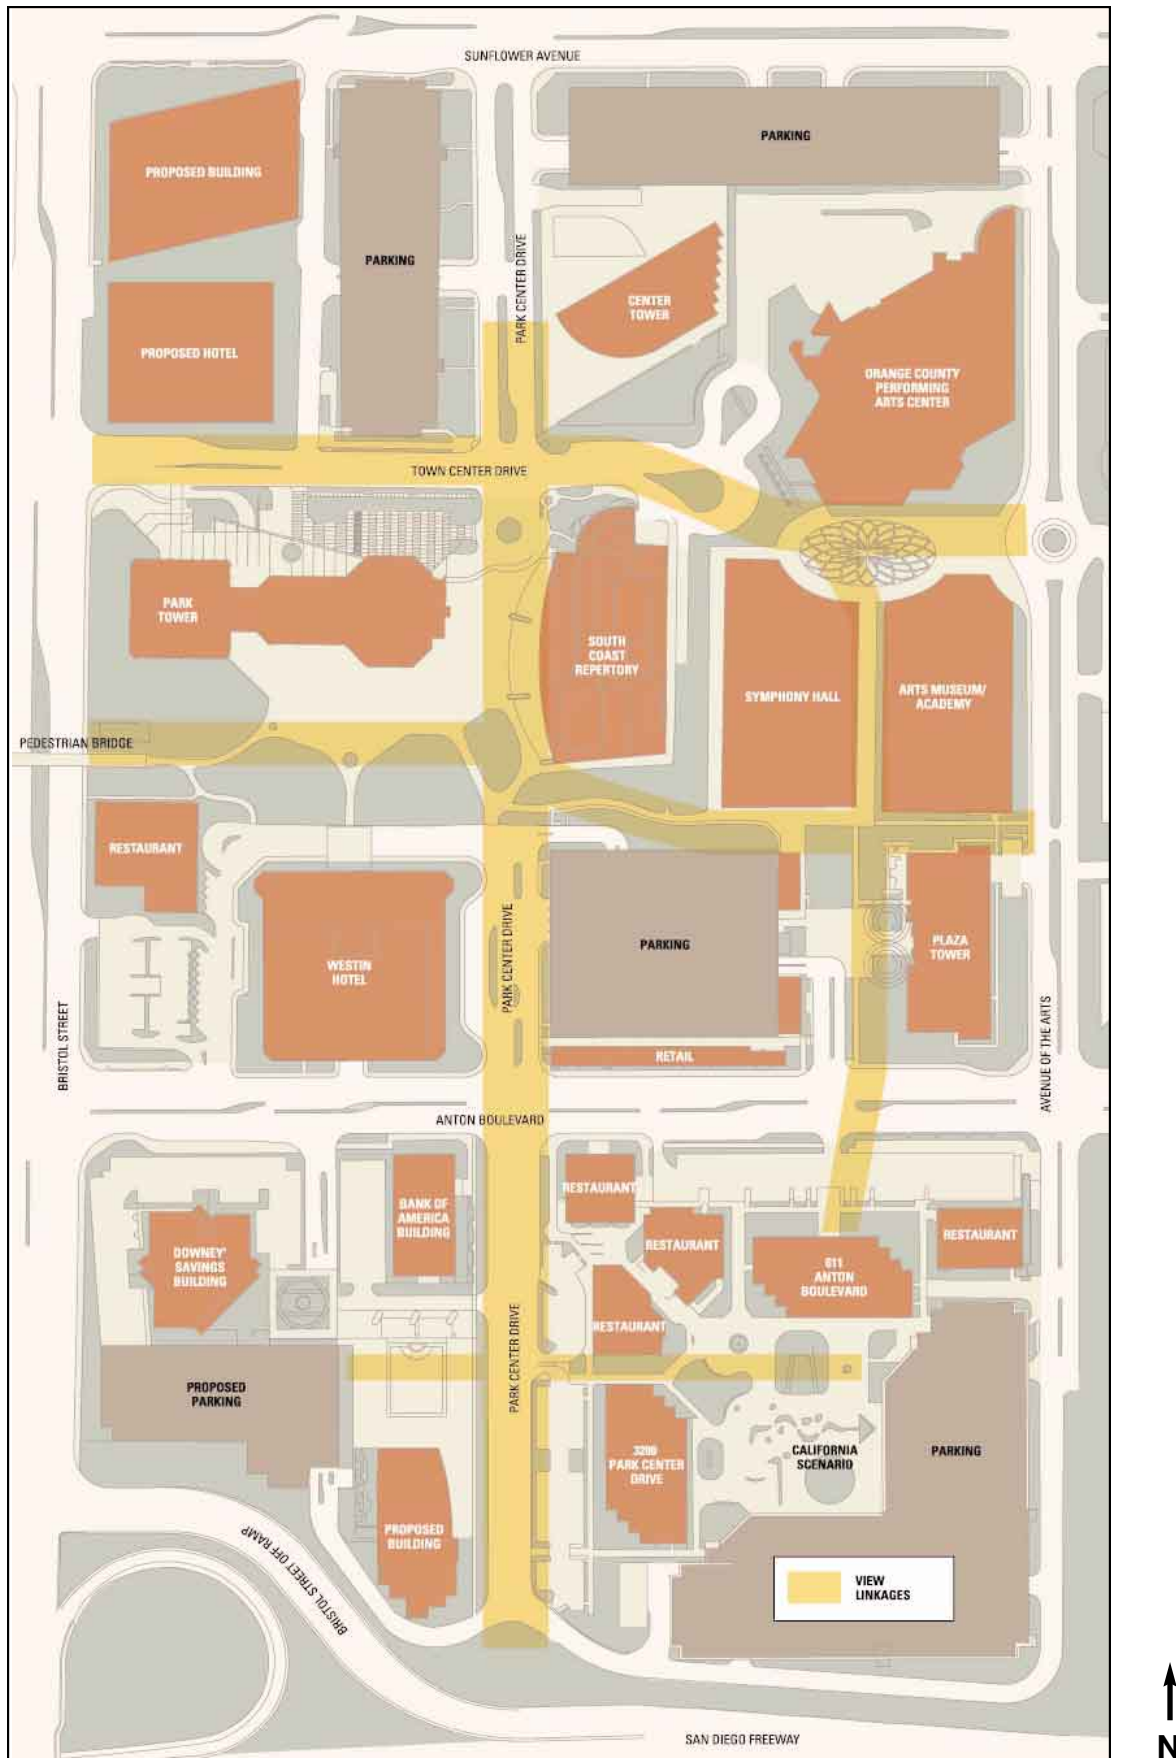 SUNFLOWER AVENUE
PARKING
PROPOSED BUILDING
PARKING
PARK CENTER DRIVE
CENTER
TOWER
PROPOSED HOTEL
ORANGE COUNTY
PERFORMING
ARTS CENTER
TOWN CENTER DRIVE
PARK
TOWER
SOUTH
COAST
REPERTORY
SYMPHONY HALL
ARTS MUSEUM/
ACADEMY
PEDESTRIAN BRIDGE
RESTAURANT
PARK CENTER DRIVE
PARKING
PLAZA
TOWER
WESTIN
HOTEL
BRISTOL STREET
AVENUE OF THE ARTS
RETAIL
ANTON BOULEVARD
RESTAURANT
BANK OF
AMERICA
BUILDING
RESTAURANT
RESTAURANT
DOWNEY'
SAVINGS
BUILDING
611
ANTON
BOULEVARD
RESTAURANT
PARK CENTER DRIVE
PROPOSED
PARKING
3200
PARK CENTER
DRIVE
CALIFORNIA
SCENARIO
PARKING
PROPOSED
BUILDING
BRISTOL STREET OFF RAMP
VIEW
LINKAGES
SAN DIEGO FREEWAY
N